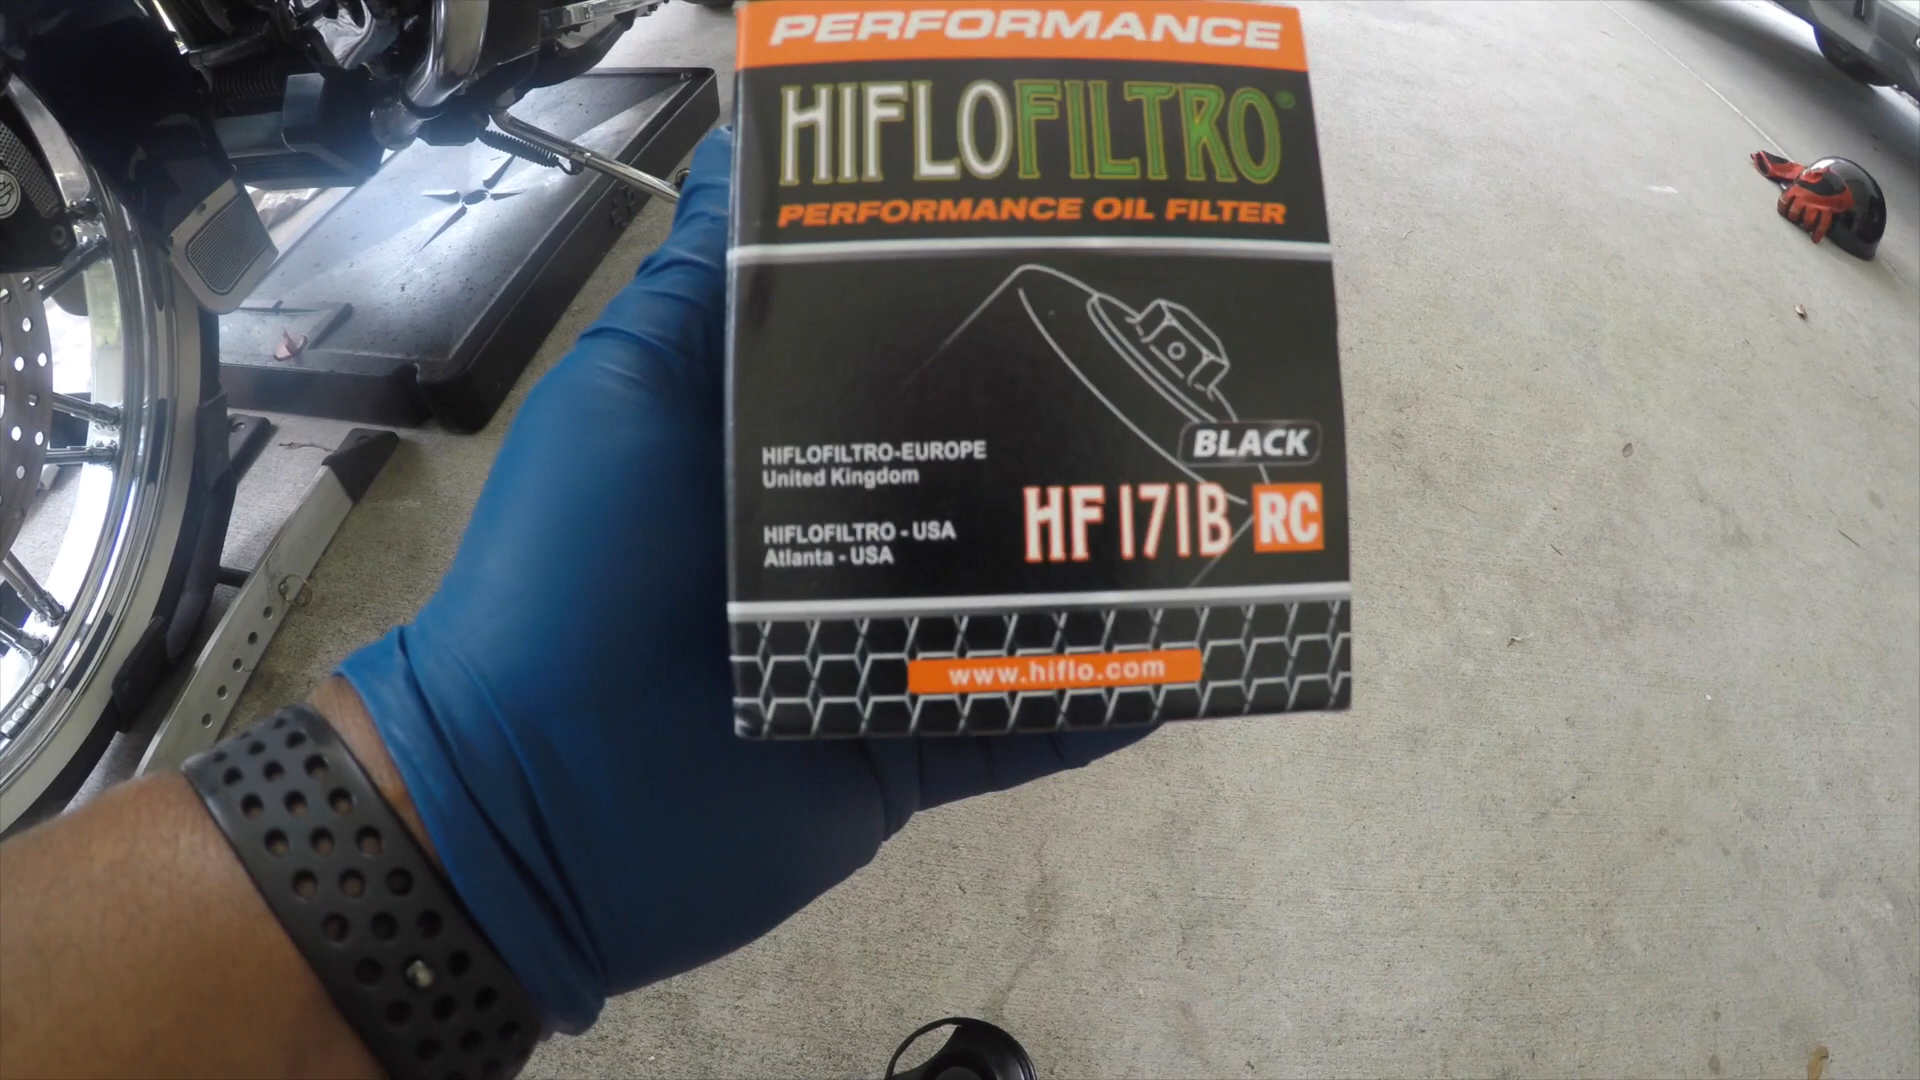 PERFORMANCE
HIFLOFILTRO®
PERFORMANCE OIL FILTER
BLACK
HIFLOFILTRO-EUROPE
United Kingdom
HF171B RC
HIFLOFILTRO - USA
Atlanta - USA
www.hiflo.com